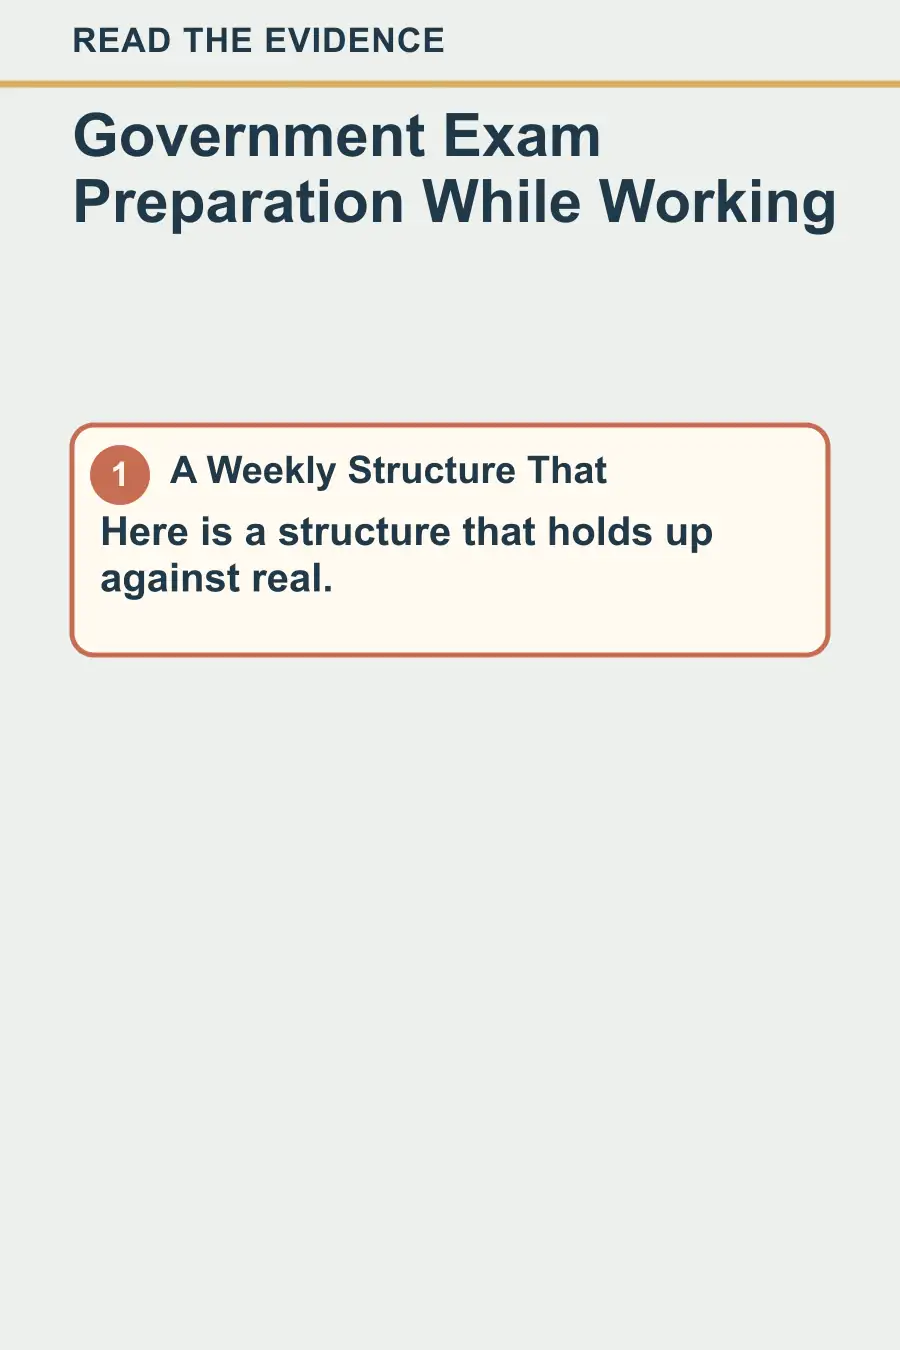 READ THE EVIDENCE
Government Exam
Preparation While Working
1
A Weekly Structure That
Here is a structure that holds up
against real.